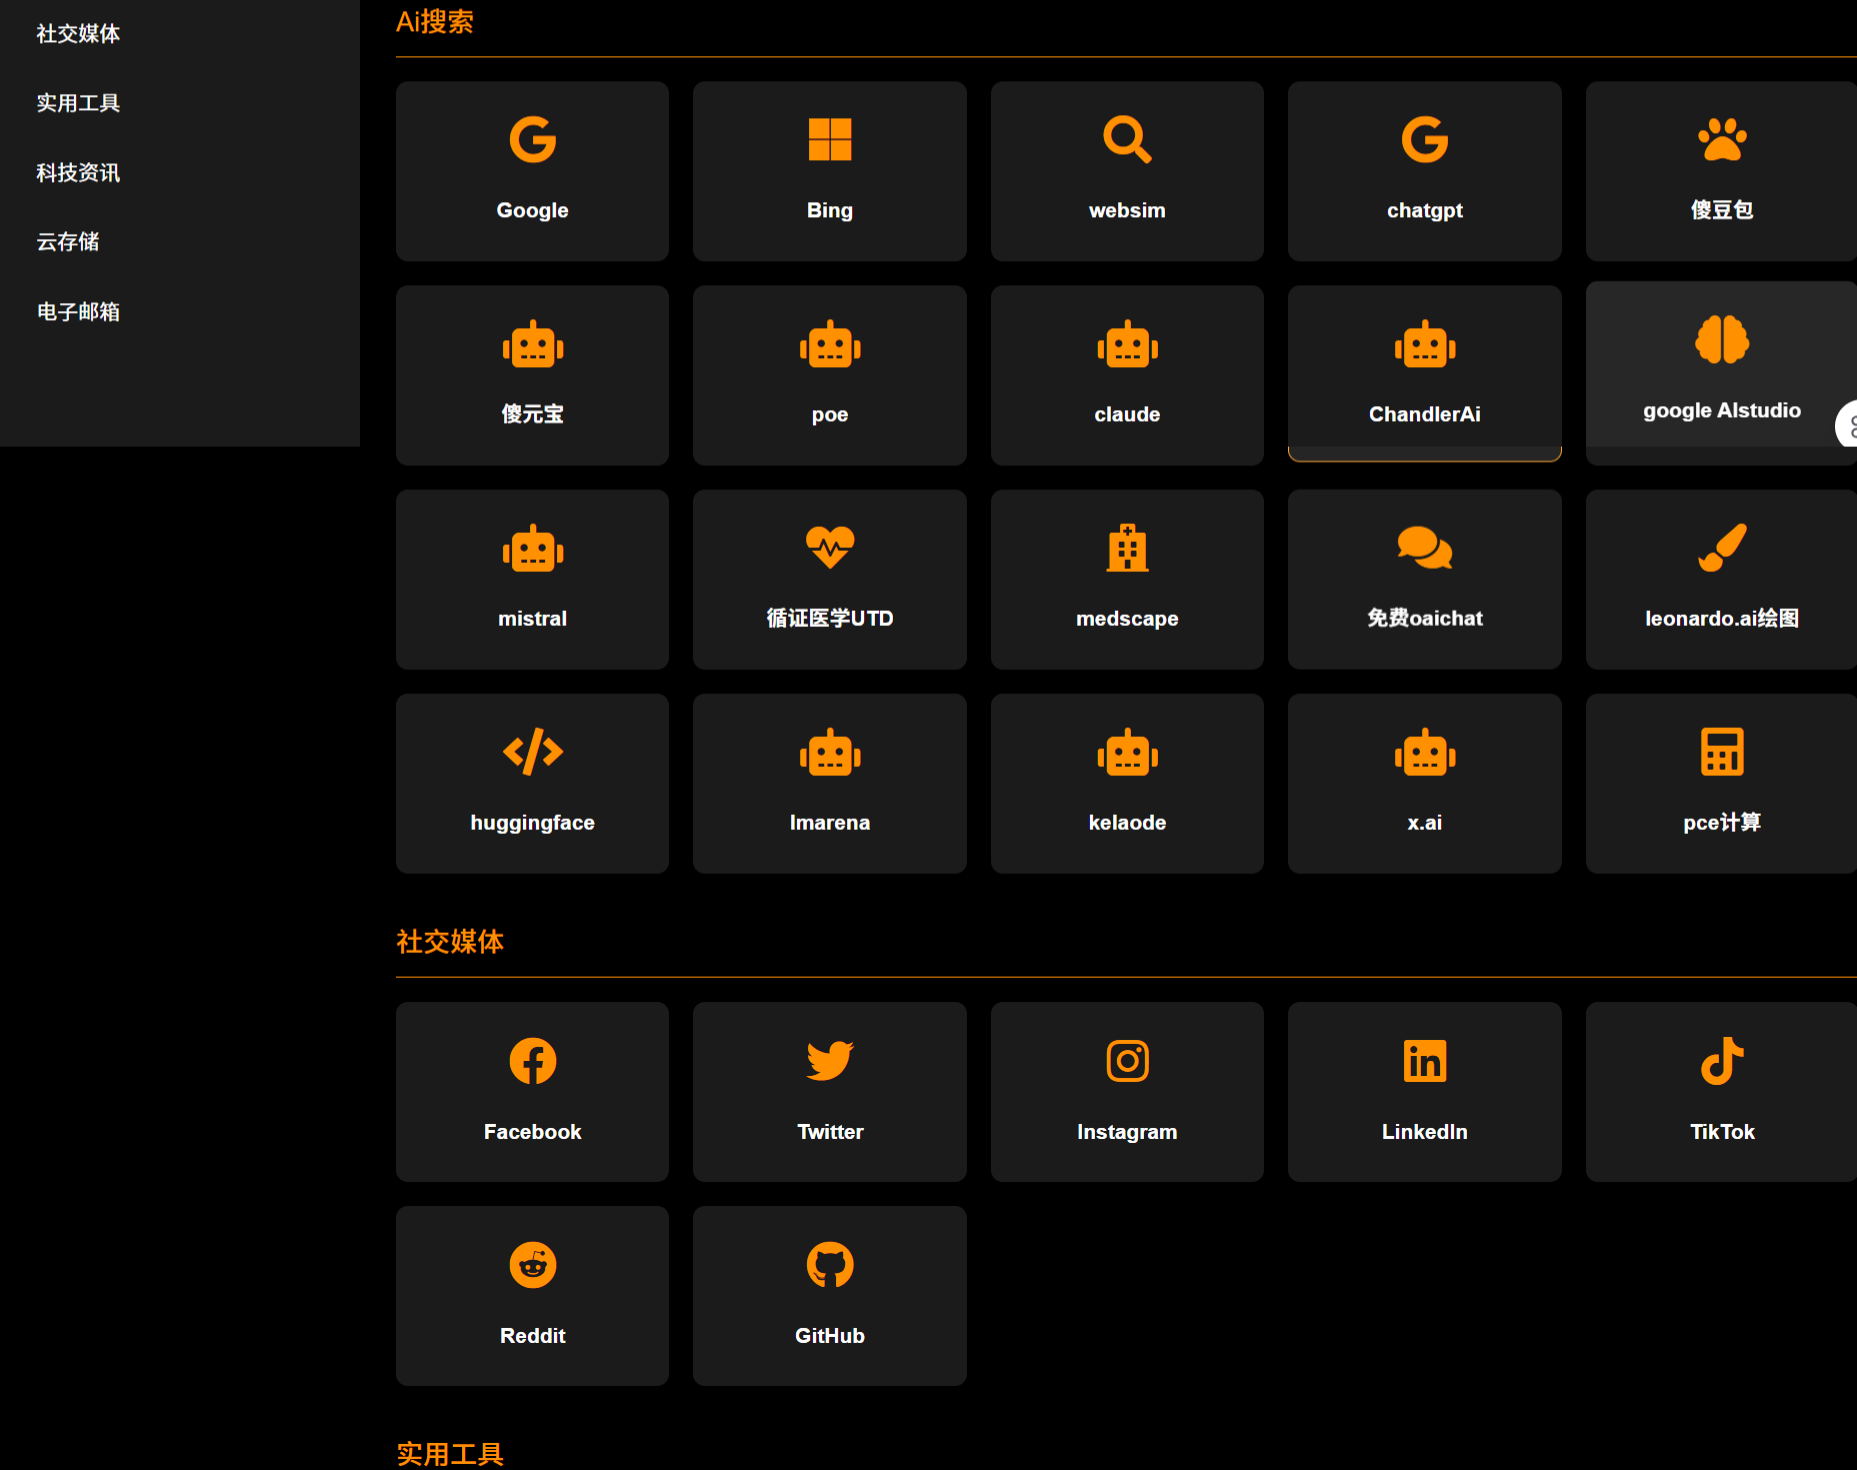 社交媒体
实用工具
科技资讯
云存储
电子邮箱
Ai搜索
Google
Bing
websim
chatgpt
傻豆包
傻元宝
poe
claude
ChandlerAi
google AIstudio
mistral
循证医学UTD
medscape
免费oaichat
leonardo.ai绘图
huggingface
lmarena
kelaode
x.ai
pce计算
社交媒体
Facebook
Twitter
Instagram
LinkedIn
TikTok
Reddit
GitHub
实用工具